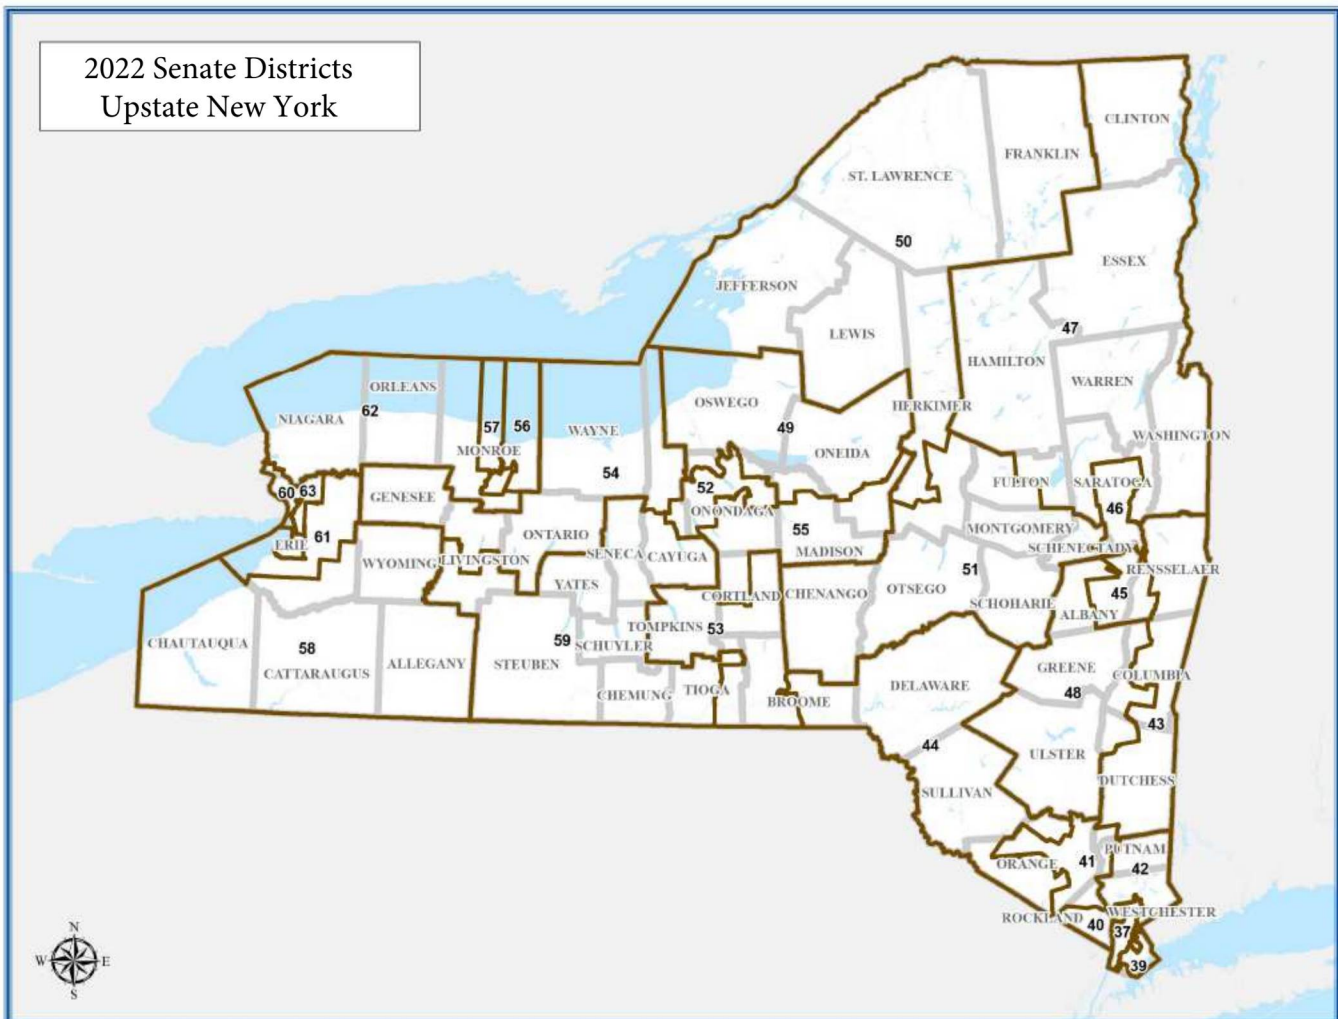 2022 Senate Districts
Upstate New York
CLINTON
FRANKLIN
ST. LAWRENCE
50
ESSEX
JEFFERSON
LEWIS
47
HAMILTON
WARREN
ORLEANS
NIAGARA
62
57
56
WAYNE
MONROE
54
OSWEGO
HERKIMER
49
ONEIDA
WASHINGTON
60
63
GENESEE
52
ONONDAGA
FULTON
SARATOGA
46
ERIE
61
WYOMING
LIVINGSTON
ONTARIO
SENECA
CAYUGA
55
MADISON
MONTGOMERY
SCHENECTADY
RENSSELAER
YATES
CORTLAND
CHENANGO
OTSEGO
51
SCHOHARIE
ALBANY
45
CHAUTAUQUA
58
CATTARAUGUS
ALLEGANY
STEUBEN
59
SCHUYLER
TOMPKINS
53
CHEMUNG
TIOGA
BROOME
DELAWARE
GREENE
48
COLUMBIA
43
44
ULSTER
SULLIVAN
DUTCHESS
ORANGE
41
PUTNAM
42
ROCKLAND
40
WESTCHESTER
37
39
N
W
E
S